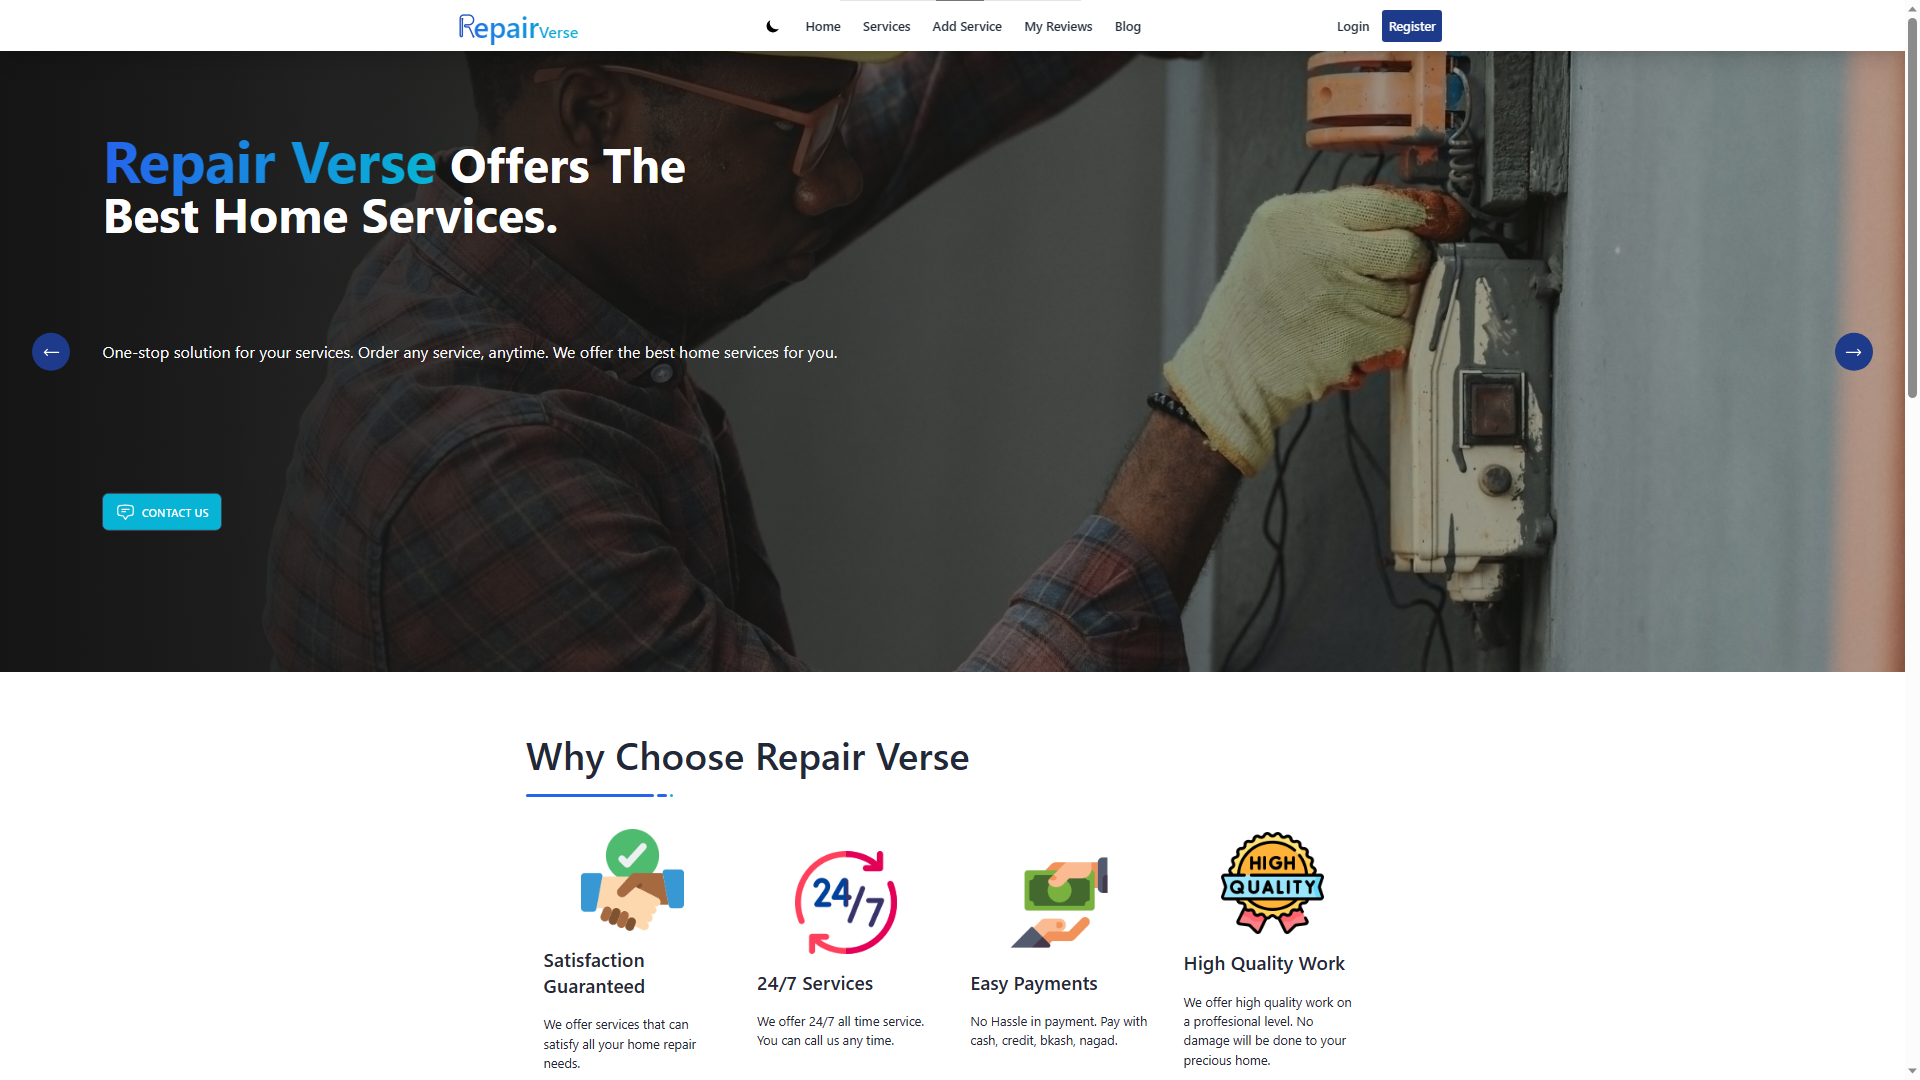 RepairVerse
Home Services Add Service My Reviews Blog
Login Register
Repair Verse Offers The
Best Home Services.
One-stop solution for your services. Order any service, anytime. We offer the best home services for you.
CONTACT US
Why Choose Repair Verse
Satisfaction
Guaranteed
We offer services that can
satisfy all your home repair
needs.
24/7
24/7 Services
We offer 24/7 all time service.
You can call us any time.
Easy Payments
No Hassle in payment. Pay with
cash, credit, bkash, nagad.
HIGH
QUALITY
High Quality Work
We offer high quality work on
a proffesional level. No
damage will be done to your
precious home.